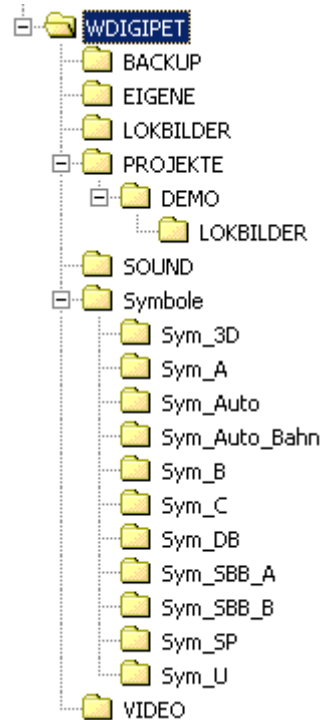 WDIGIPET
BACKUP
EIGENE
LOKBILDER
PROJEKTE
DEMO
LOKBILDER
SOUND
Symbole
Sym_3D
Sym_A
Sym_Auto
Sym_Auto_Bahn
Sym_B
Sym_C
Sym_DB
Sym_SBB_A
Sym_SBB_B
Sym_SP
Sym_U
VIDEO